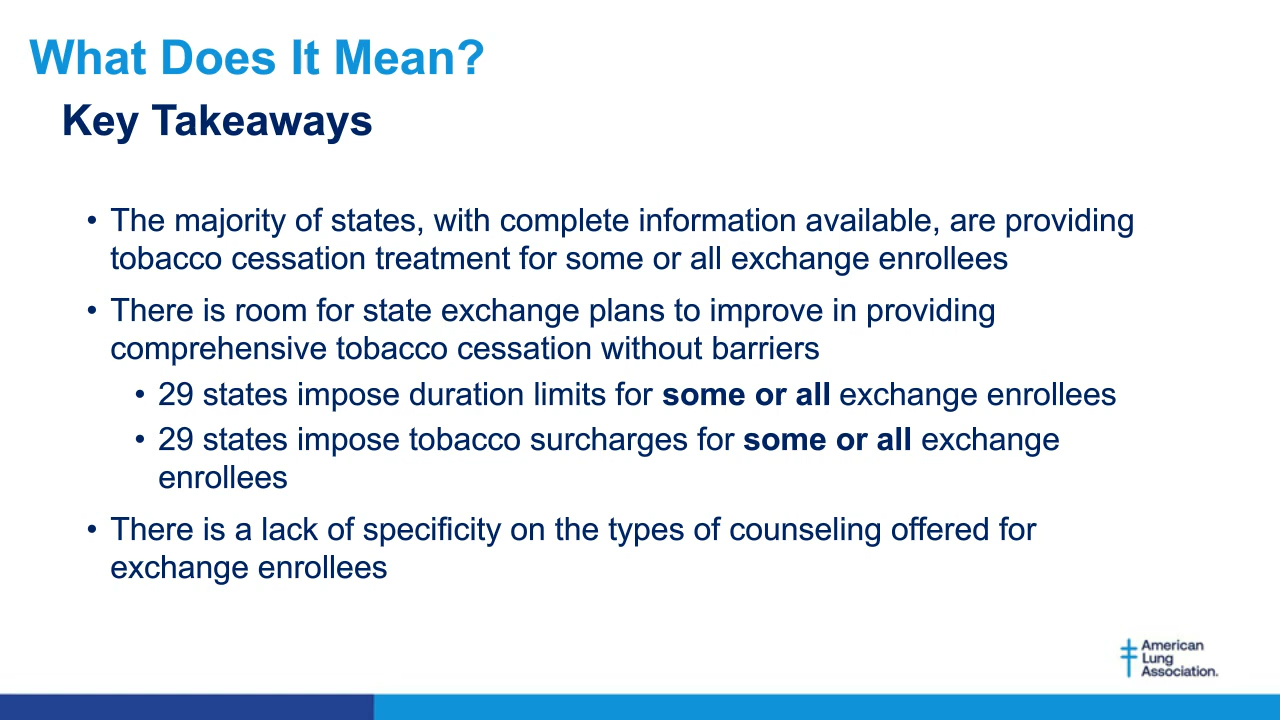 What Does It Mean?
Key Takeaways
• The majority of states, with complete information available, are providing
tobacco cessation treatment for some or all exchange enrollees
• There is room for state exchange plans to improve in providing
comprehensive tobacco cessation without barriers
• 29 states impose duration limits for some or all exchange enrollees
• 29 states impose tobacco surcharges for some or all exchange
enrollees
• There is a lack of specificity on the types of counseling offered for
exchange enrollees
American
Lung
Association.